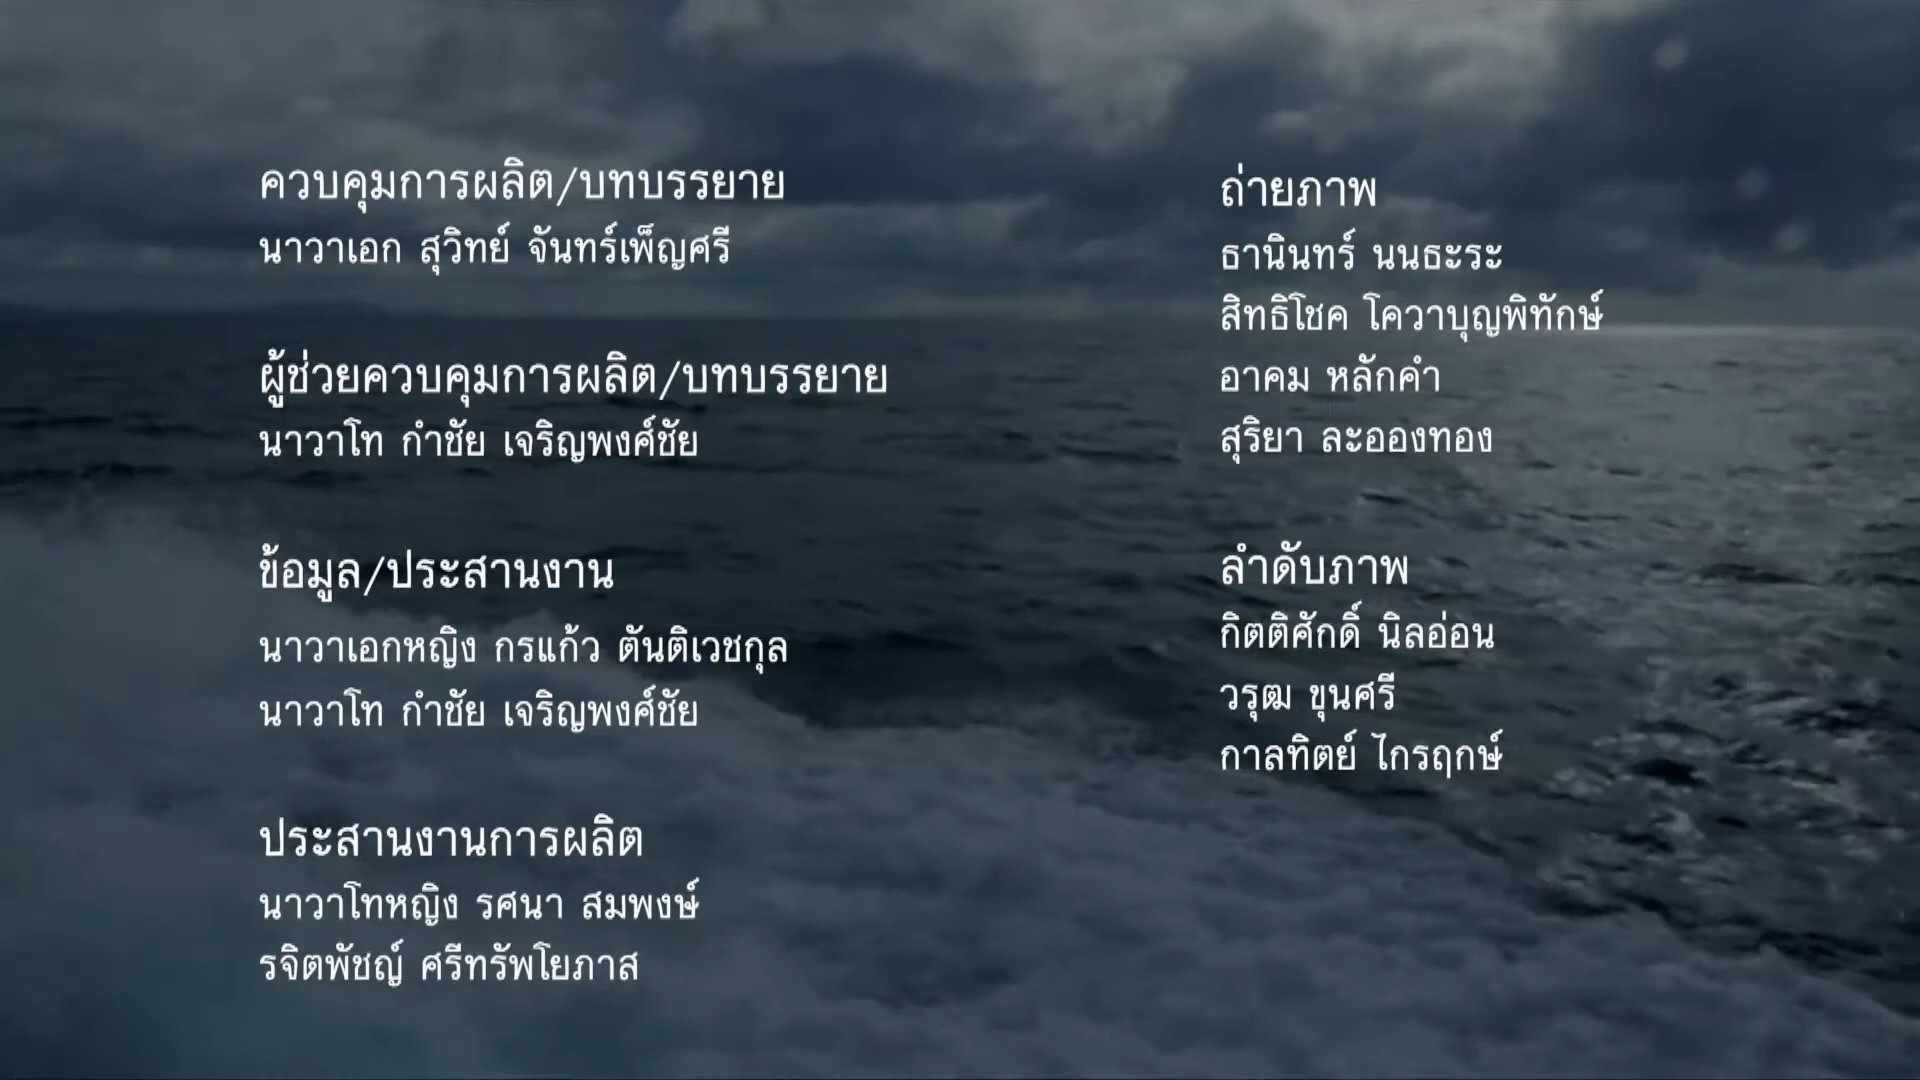 ควบคุมการผลิต/บทบรรยาย
นาวาเอก สุวิทย์ จันทร์เพ็ญศรี
ผู้ช่วยควบคุมการผลิต/บทบรรยาย
นาวาโท กำชัย เจริญพงศ์ชัย
ข้อมูล/ประสานงาน
นาวาเอกหญิง กรแก้ว ตันติเวชกุล
นาวาโท กำชัย เจริญพงศ์ชัย
ประสานงานการผลิต
นาวาโทหญิง รศนา สมพงษ์
รจิตพัชญ์ ศรีทรัพโยภาส
ถ่ายภาพ
ธานินทร์ นนธะระ
สิทธิโชค โควาบุญพิทักษ์
อาคม หลักคำ
สุริยา ละอองทอง
ลำดับภาพ
กิตติศักดิ์ นิลอ่อน
วรุฒ ขุนศรี
กาลทิตย์ ไกรฤกษ์